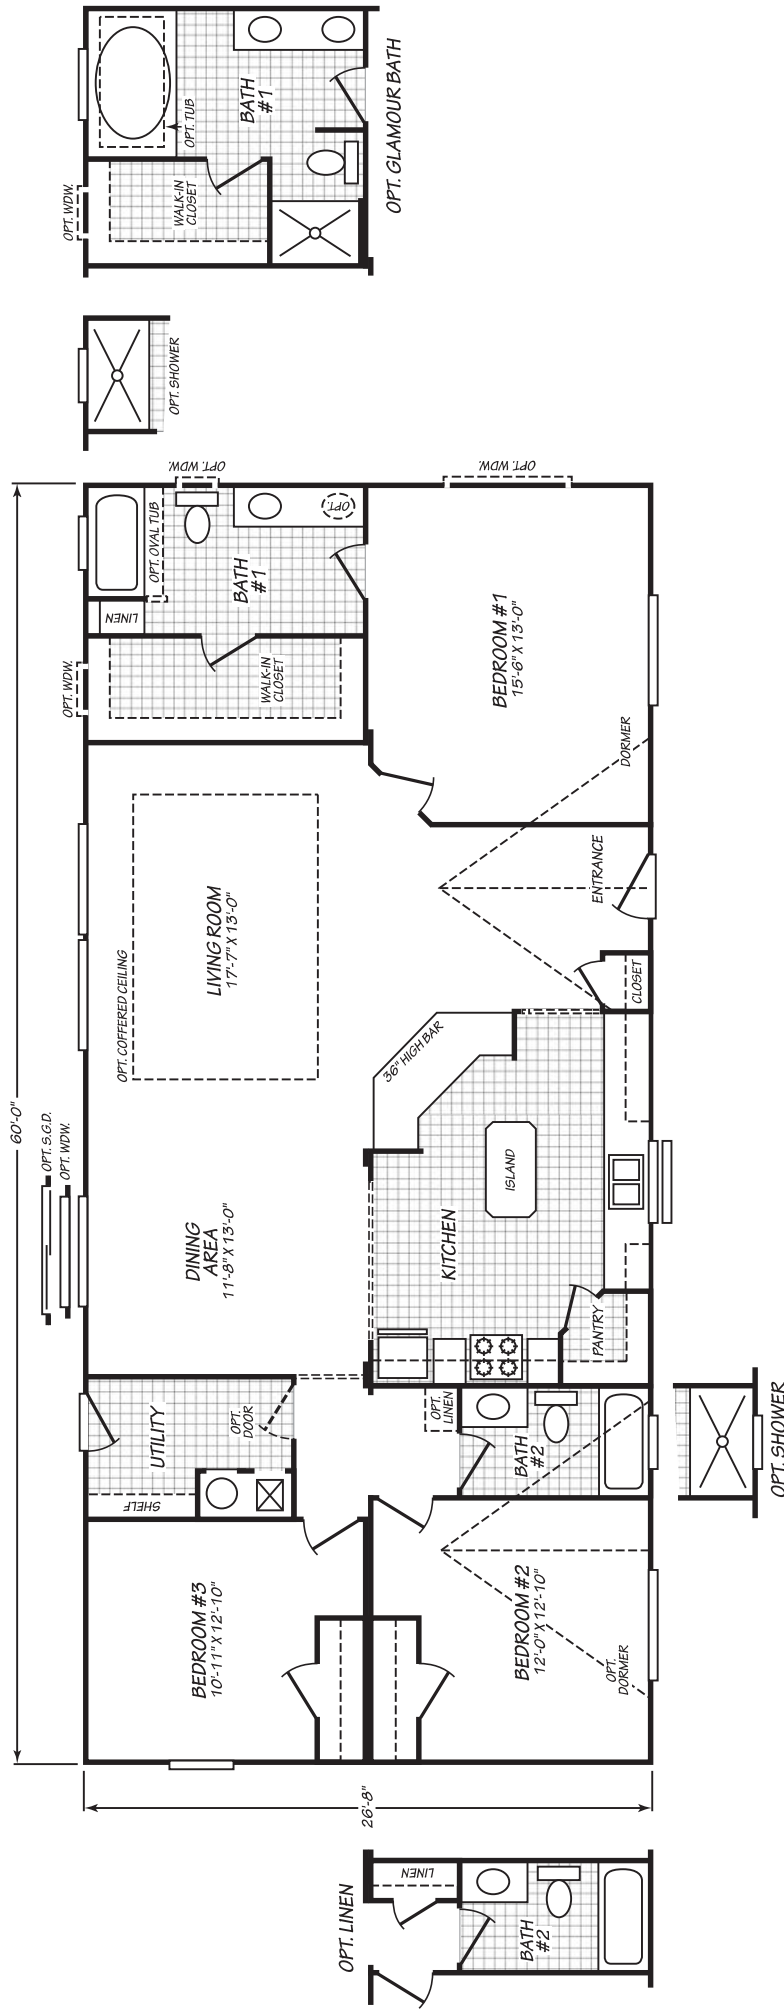 OPT. WDW.
OPT. TUB
BATH
#1
WALK-IN
CLOSET
OPT. GLAMOUR BATH
OPT. SHOWER
OPT. WDW.
OPT. WDW.
OPT. OVAL TUB
OPT.
LINEN
BATH
#1
OPT. WDW.
WALK-IN
CLOSET
BEDROOM #1
15'-6" X 13'-0"
DORMER
ENTRANCE
CLOSET
LIVING ROOM
17'-7" X 13'-0"
OPT. COFFERED CEILING
36" HIGH BAR
60'-0"
OPT. S.G.D.
OPT. WDW.
DINING
AREA
11'-8" X 13'-0"
ISLAND
KITCHEN
PANTRY
UTILITY
OPT.
DOOR
SHELF
OPT.
LINEN
BATH
#2
OPT. SHOWER
BEDROOM #3
10'-11" X 12'-10"
BEDROOM #2
12'-0" X 12'-10"
OPT.
DORMER
26'-8"
OPT. LINEN
LINEN
BATH
#2